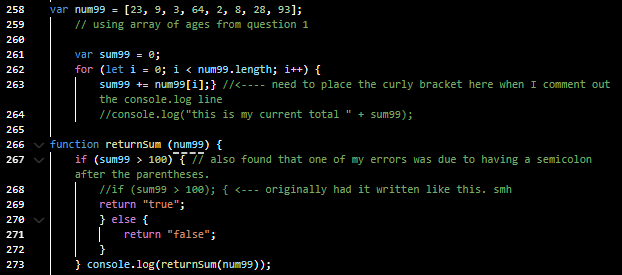 258 var num99 = [23, 9, 3, 64, 2, 8, 28, 93];
259 // using array of ages from question 1
260
261 var sum99 = 0;
262 for (let i = 0; i < num99.length; i++) {
263 sum99 += num99[i];} //<---- need to place the curly bracket here when I comment out
the console.log line
264 //console.log("this is my current total " + sum99);
265
266 function returnSum (num99) {
267 if (sum99 > 100) { // also found that one of my errors was due to having a semicolon
after the parentheses.
268 //if (sum99 > 100); { <--- originally had it written like this. smh
269 return "true";
270 } else {
271 return "false";
272 }
273 } console.log(returnSum(num99));